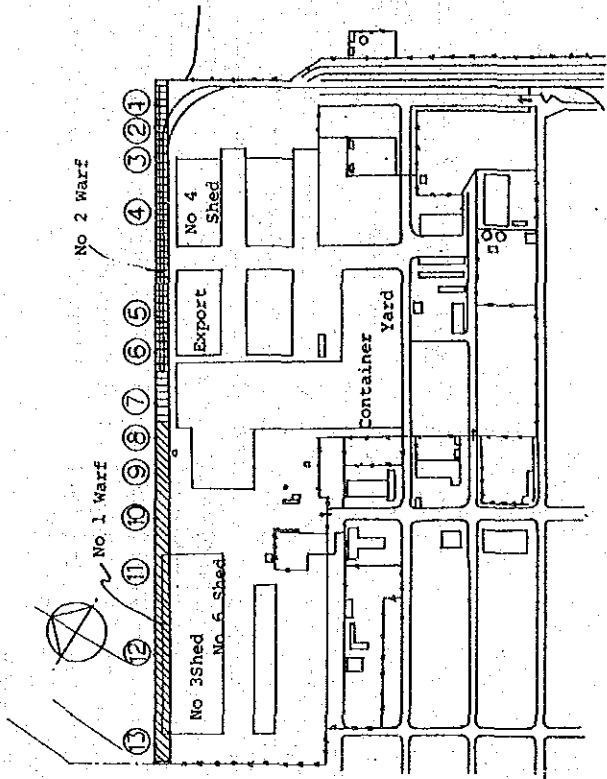 No 2 Warf
No 1 Warf
①
②
③
④
⑤
⑥
⑦
⑧
⑨
⑩
⑪
⑫
⑬
No 4
Shed
Export
Container
Yard
No 3Shed
No 6 Shed